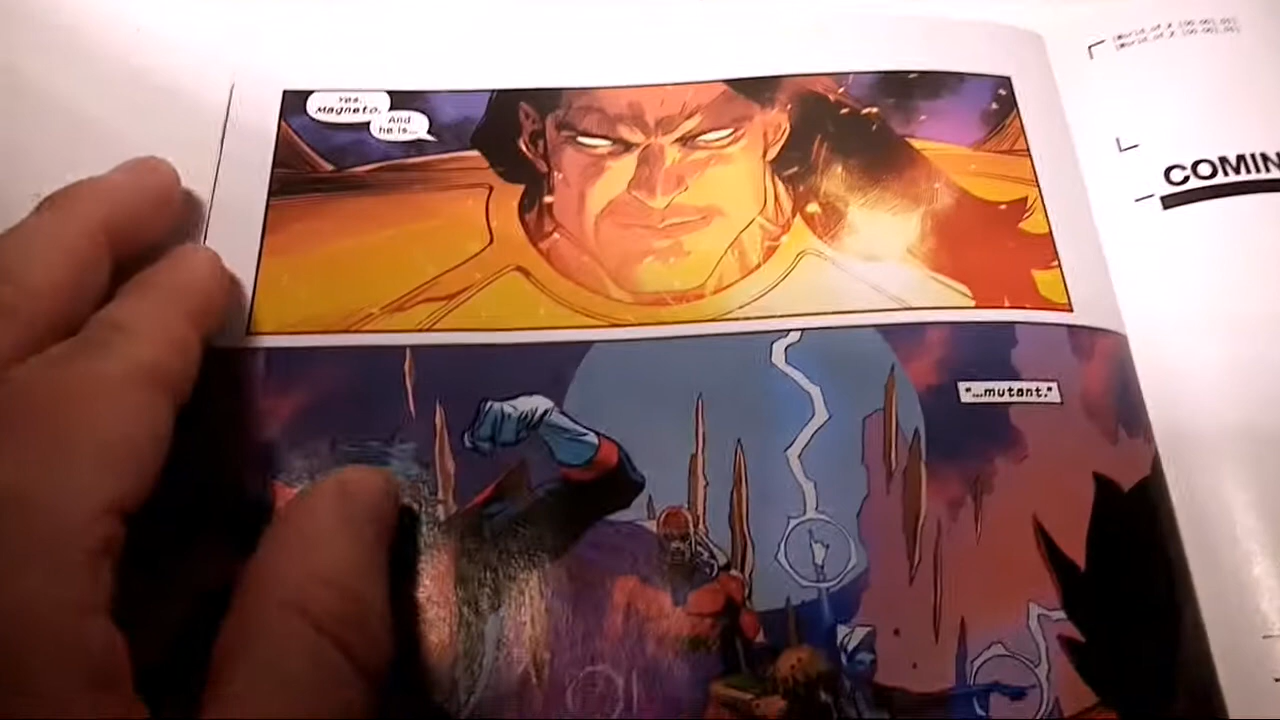 Yes,
Magneto.
And
he is...
"...mutant."
COMIN